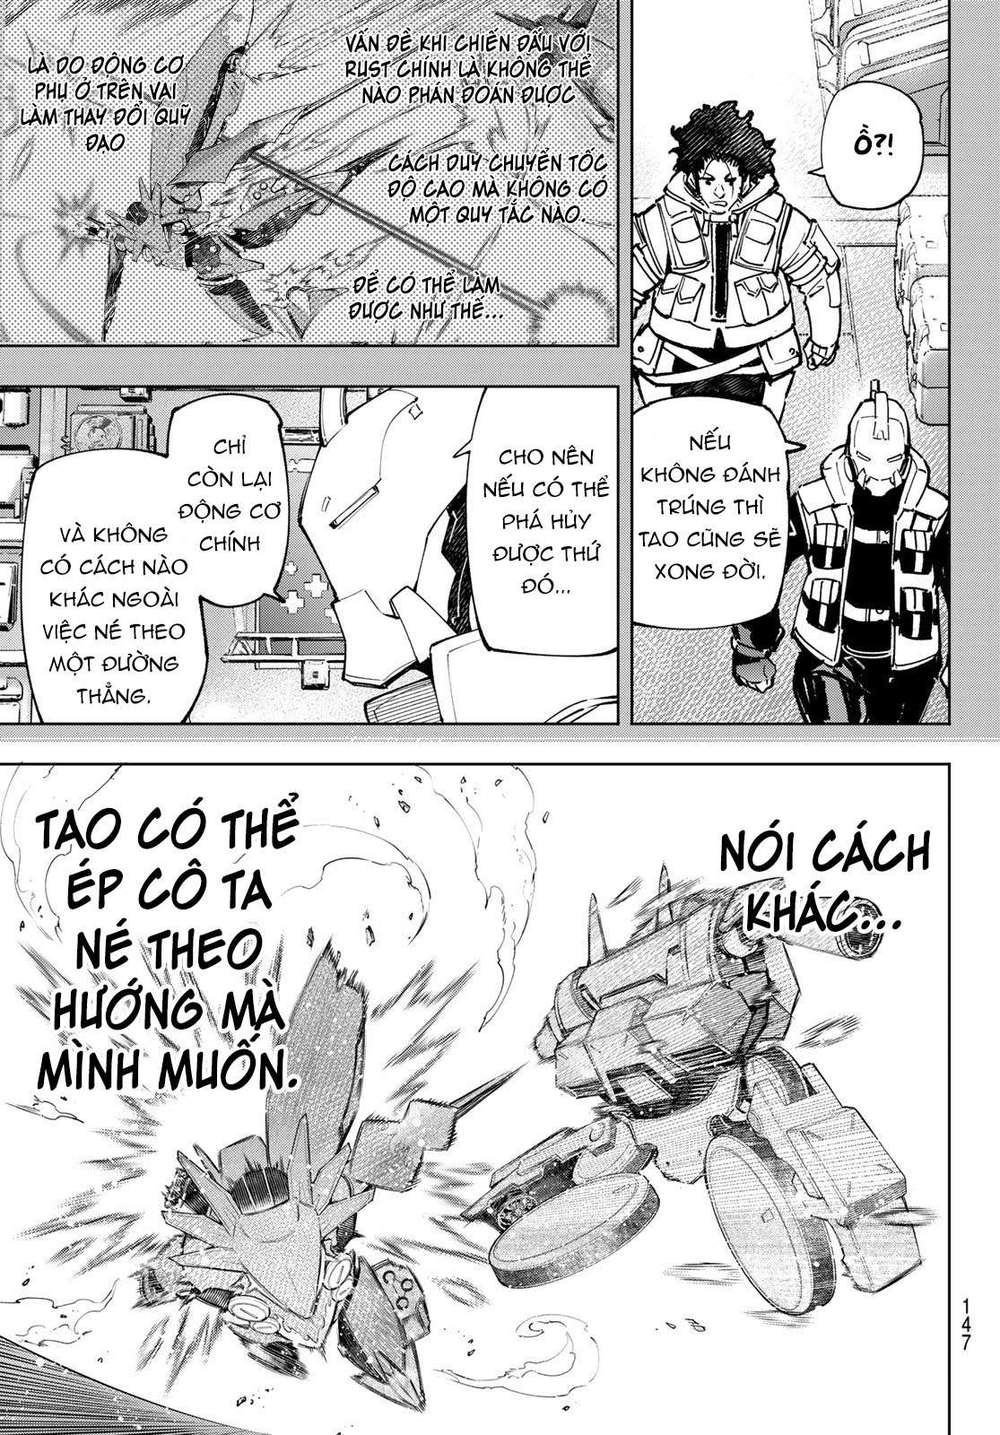 Ồ?!
NẾU
KHÔNG ĐÁNH
TRÚNG THÌ
TAO CŨNG SẼ
XONG ĐỜI.
VẤN ĐỀ KHI CHIẾN ĐẤU VỚI
RUST CHÍNH LÀ KHÔNG THỂ
NÀO PHÁN ĐOÁN ĐƯỢC
CÁCH DUY CHUYỂN TỐC
ĐỘ CAO MÀ KHÔNG CÓ
MỘT QUY TẮC NÀO.
ĐỂ CÓ THỂ LÀM
ĐƯỢC NHƯ THẾ...
LÀ DO ĐỘNG CƠ
PHỤ Ở TRÊN VAI
LÀM THAY ĐỔI QUỸ
ĐẠO
CHO NÊN
NẾU CÓ THỂ
PHÁ HỦY
ĐƯỢC THỨ
ĐÓ...
CHỈ
CÒN LẠI
ĐỘNG CƠ
CHÍNH
VÀ KHÔNG
CÓ CÁCH NÀO
KHÁC NGOÀI
VIỆC NÉ THEO
MỘT ĐƯỜNG
THẲNG.
NÓI CÁCH
KHÁC...
TAO CÓ THỂ
ÉP CÔ TA
NÉ THEO
HƯỚNG MÀ
MÌNH MUỐN.
147